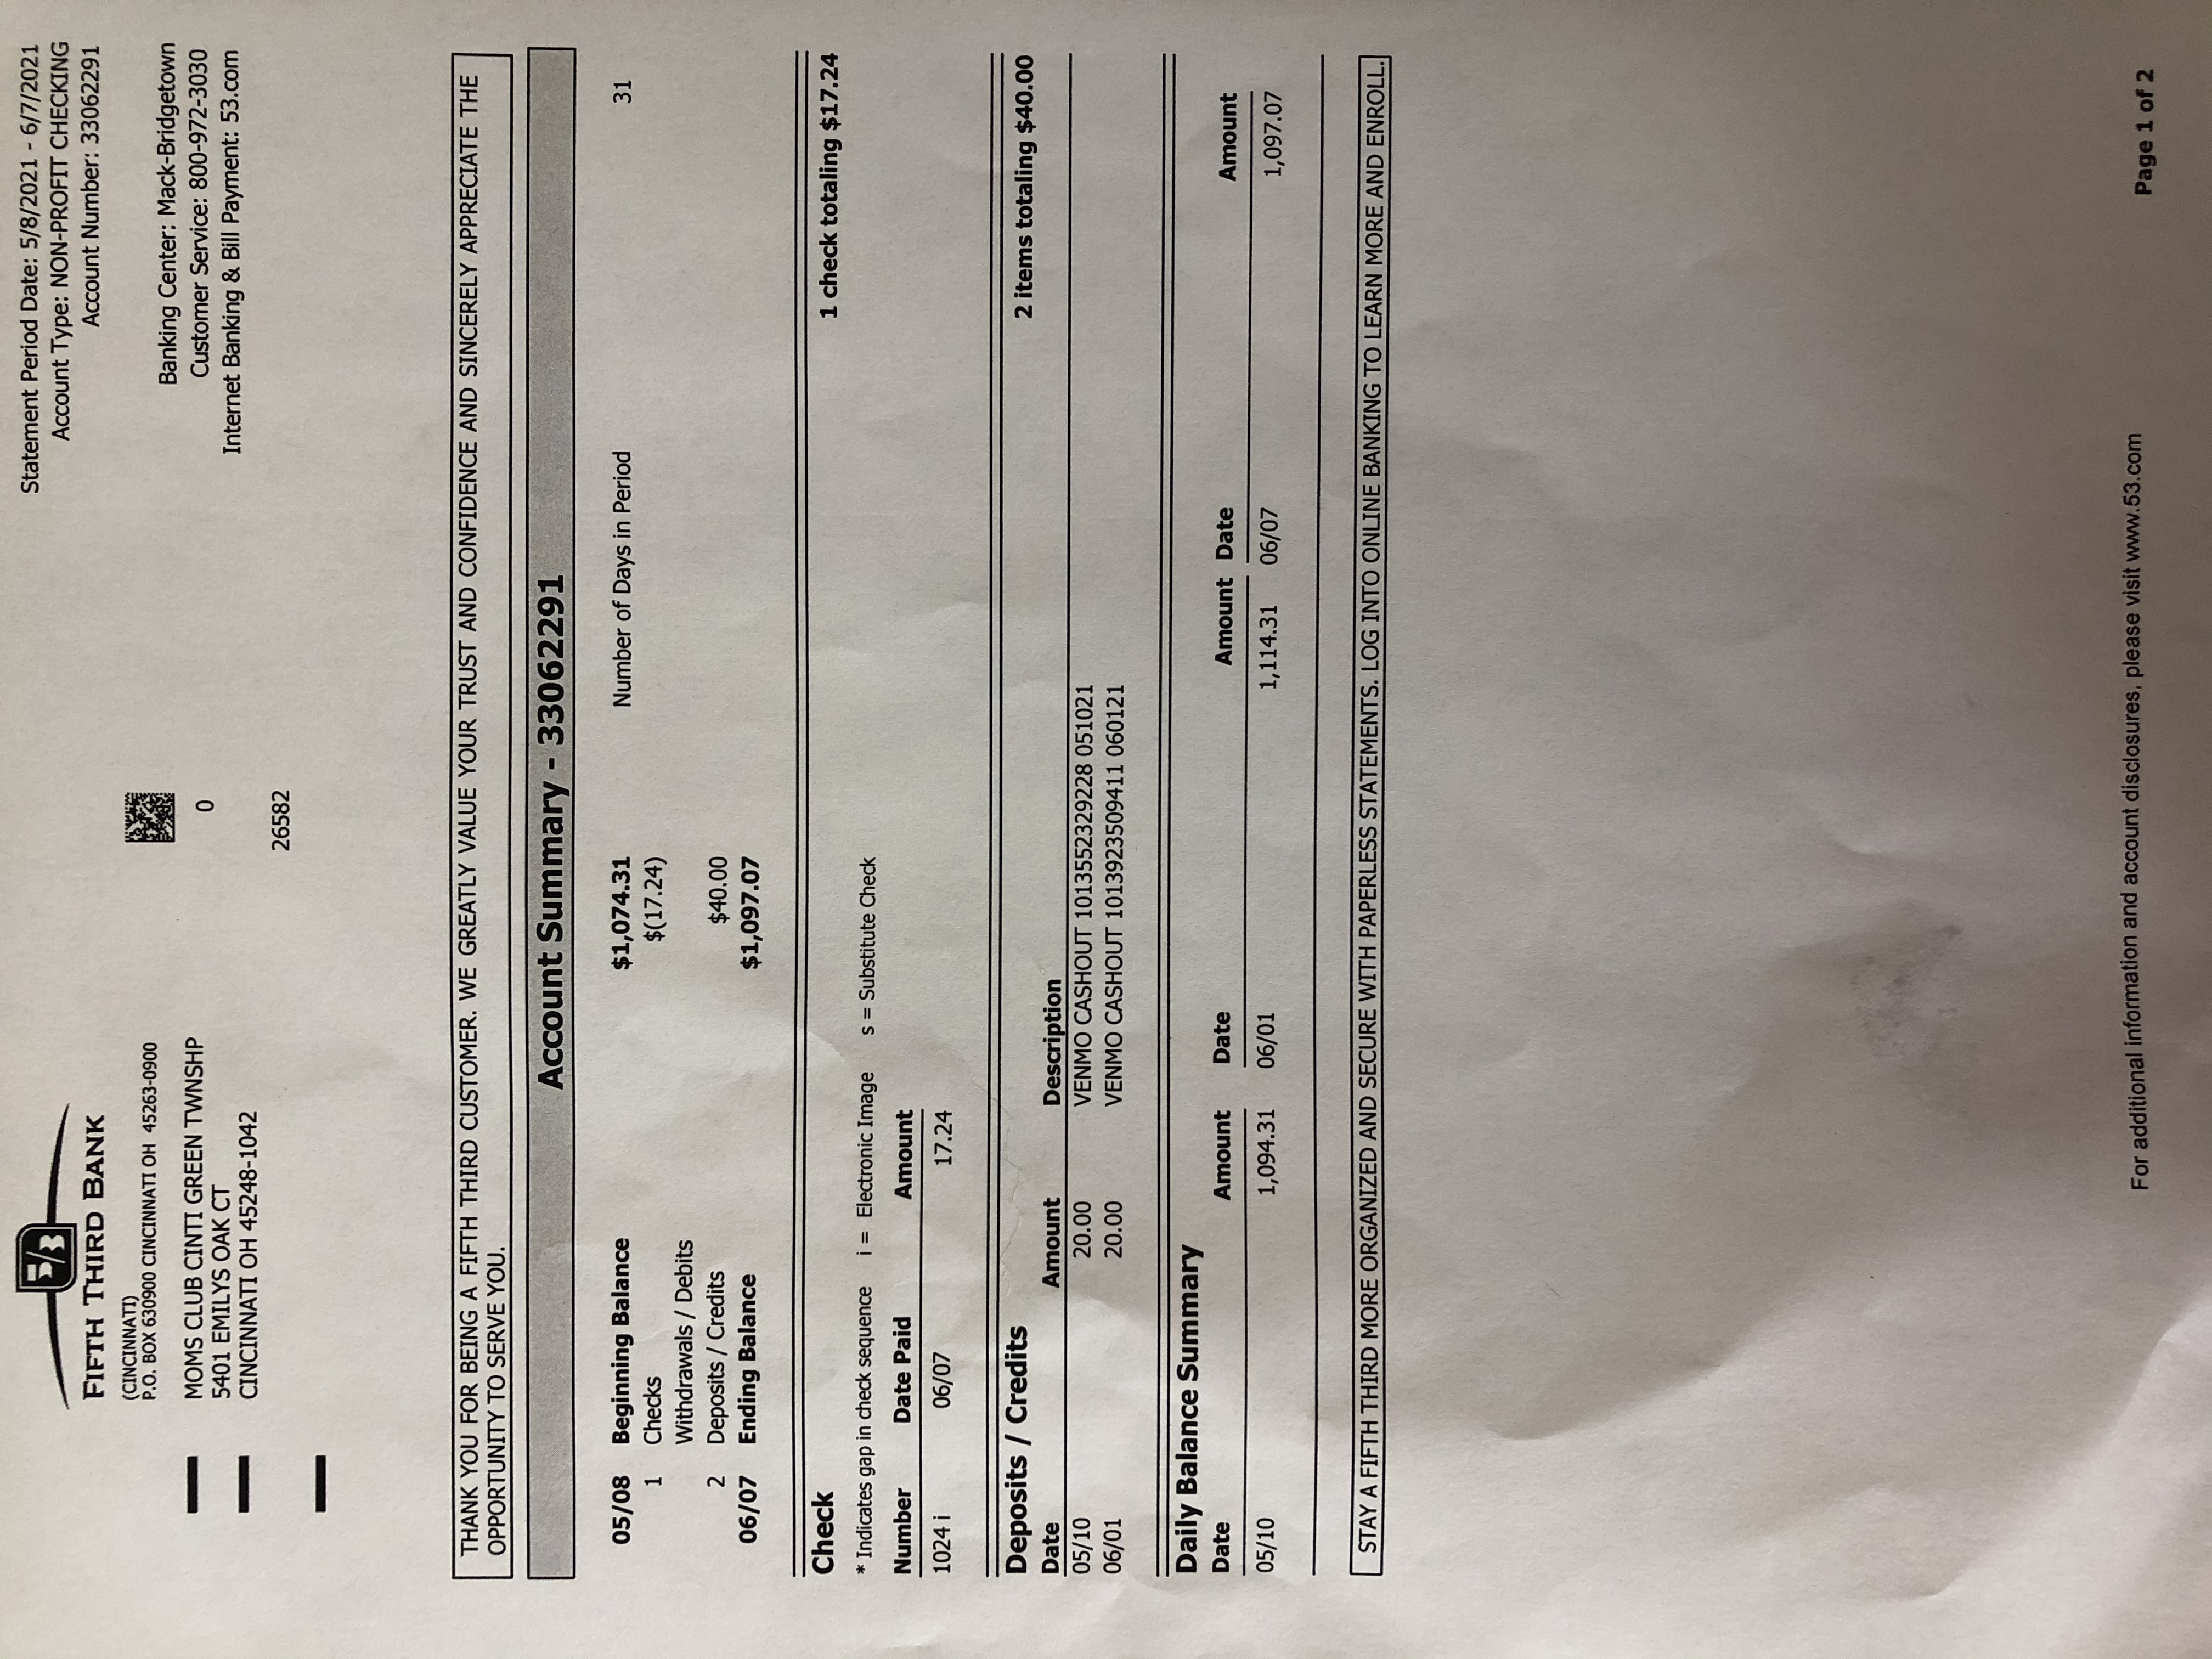 5/3
FIFTH THIRD BANK
(CINCINNATI)
P.O. BOX 630900 CINCINNATI OH 45263-0900
MOMS CLUB CINTI GREEN TWNSHP
5401 EMILYS OAK CT
CINCINNATI OH 45248-1042
0
26582
Statement Period Date: 5/8/2021 - 6/7/2021
Account Type: NON-PROFIT CHECKING
Account Number: 33062291
Banking Center: Mack-Bridgetown
Customer Service: 800-972-3030
Internet Banking & Bill Payment: 53.com
THANK YOU FOR BEING A FIFTH THIRD CUSTOMER. WE GREATLY VALUE YOUR TRUST AND CONFIDENCE AND SINCERELY APPRECIATE THE
OPPORTUNITY TO SERVE YOU.
Account Summary - 33062291
05/08 Beginning Balance $1,074.31 Number of Days in Period 31
1 Checks $(17.24)
Withdrawals / Debits
2 Deposits / Credits $40.00
06/07 Ending Balance $1,097.07
Check 1 check totaling $17.24
* Indicates gap in check sequence i = Electronic Image s = Substitute Check
Number Date Paid Amount
1024 i 06/07 17.24
Deposits / Credits 2 items totaling $40.00
Date Amount Description
05/10 20.00 VENMO CASHOUT 1013552329228 051021
06/01 20.00 VENMO CASHOUT 1013923509411 060121
Daily Balance Summary
Date Amount Date Amount Date Amount
05/10 1,094.31 06/01 1,114.31 06/07 1,097.07
STAY A FIFTH THIRD MORE ORGANIZED AND SECURE WITH PAPERLESS STATEMENTS. LOG INTO ONLINE BANKING TO LEARN MORE AND ENROLL.
For additional information and account disclosures, please visit www.53.com
Page 1 of 2